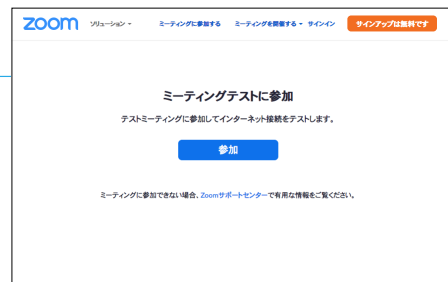 zoom ソリューション ミーティングに参加する ミーティングを開催する サインイン サインアップは無料です
ミーティングテストに参加
テストミーティングに参加してインターネット接続をテストします。
参加
ミーティングに参加できない場合、Zoomサポートセンターで有用な情報をご覧ください。